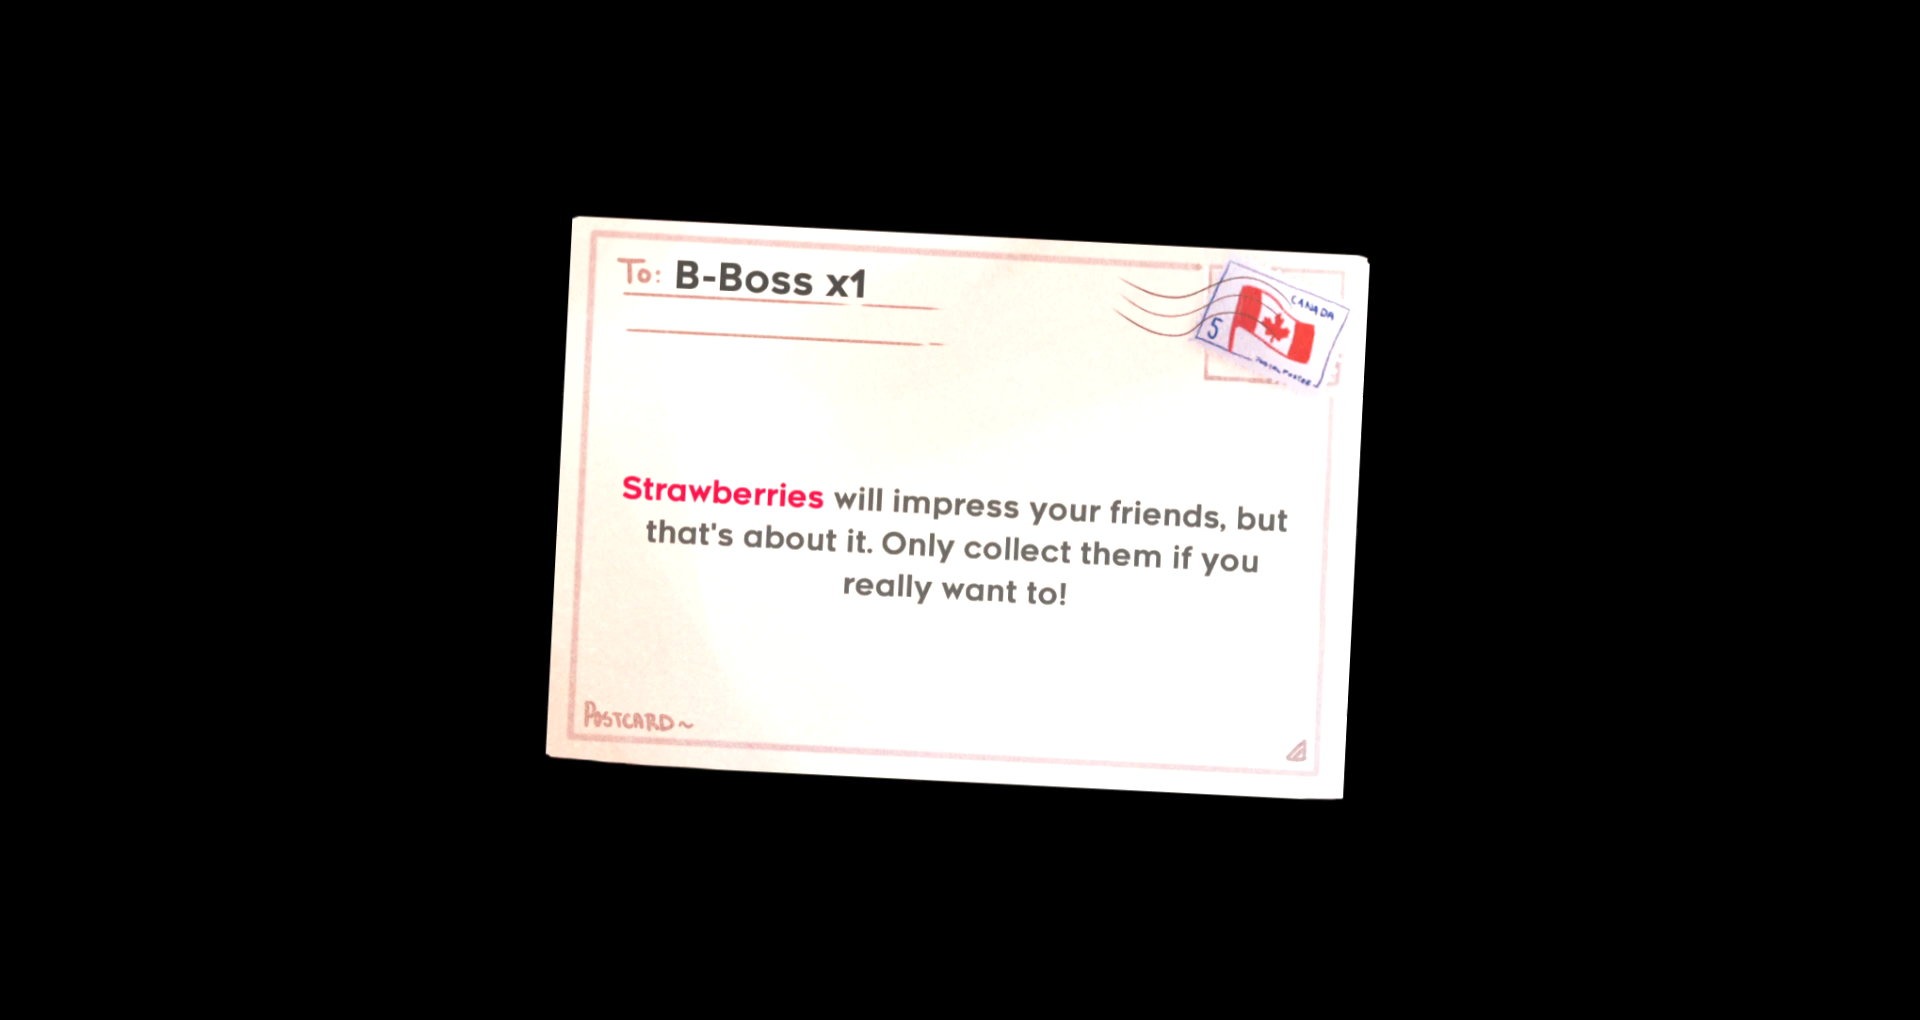 To: B-Boss x1
CANADA
5
Strawberries will impress your friends, but
that's about it. Only collect them if you
really want to!
POSTCARD~